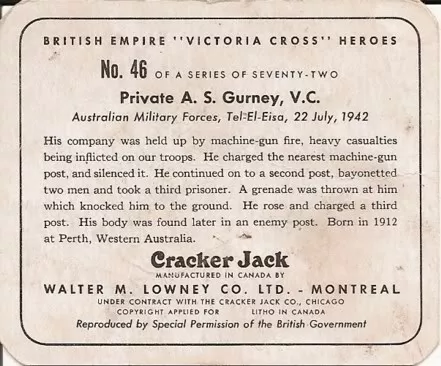 BRITISH EMPIRE "VICTORIA CROSS" HEROES
No. 46 OF A SERIES OF SEVENTY-TWO
Private A. S. Gurney, V.C.
Australian Military Forces, Tel-El-Eisa, 22 July, 1942
His company was held up by machine-gun fire, heavy casualties
being inflicted on our troops. He charged the nearest machine-gun
post, and silenced it. He continued on to a second post, bayonetted
two men and took a third prisoner. A grenade was thrown at him
which knocked him to the ground. He rose and charged a third
post. His body was found later in an enemy post. Born in 1912
at Perth, Western Australia.
Cracker Jack
MANUFACTURED IN CANADA BY
WALTER M. LOWNEY CO. LTD. - MONTREAL
UNDER CONTRACT WITH THE CRACKER JACK CO., CHICAGO
COPYRIGHT APPLIED FOR LITHO IN CANADA
Reproduced by Special Permission of the British Government